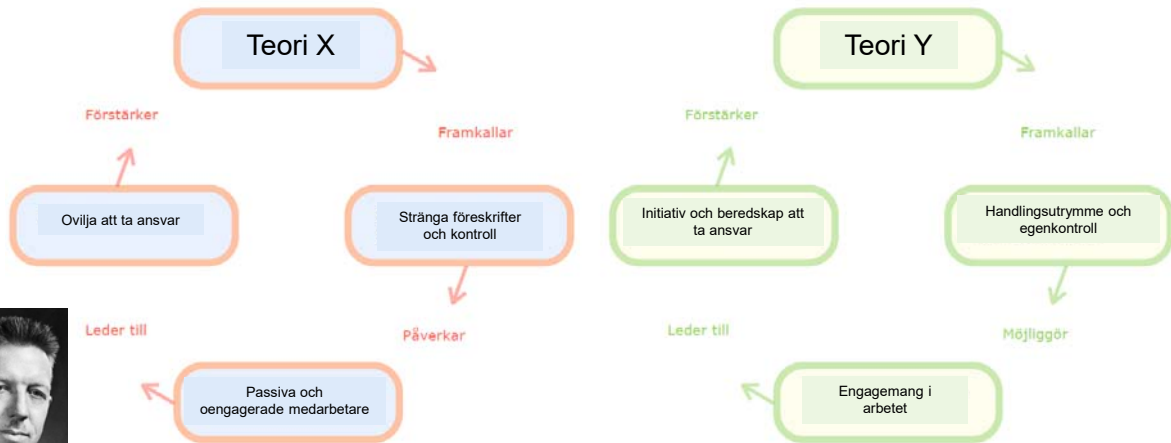 Teori X
Förstärker
Framkallar
Ovilja att ta ansvar
Stränga föreskrifter
och kontroll
Leder till
Påverkar
Passiva och
oengagerade medarbetare
Teori Y
Förstärker
Framkallar
Initiativ och beredskap att
ta ansvar
Handlingsutrymme och
egenkontroll
Leder till
Möjliggör
Engagemang i
arbetet